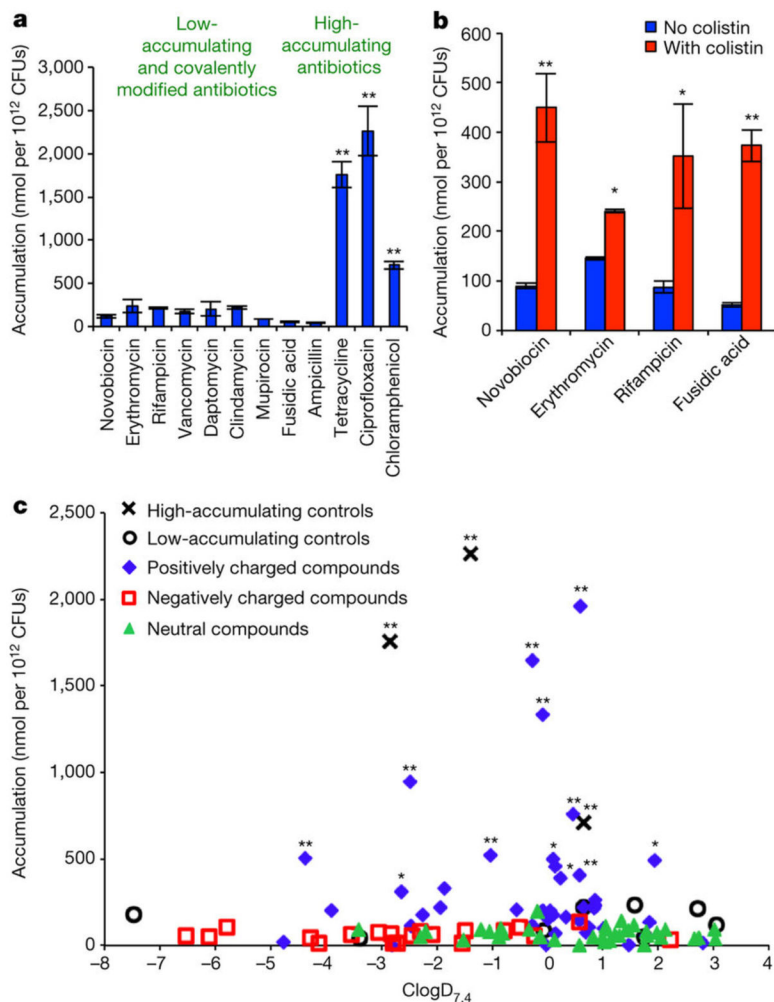 a
Low-
accumulating
and covalently
modified antibiotics
High-
accumulating
antibiotics
Accumulation (nmol per 10¹² CFUs)
3,000
2,500
2,000
1,500
1,000
500
0
**
**
**
Novobiocin
Erythromycin
Rifampicin
Vancomycin
Daptomycin
Clindamycin
Mupirocin
Fusidic acid
Ampicillin
Tetracycline
Ciprofloxacin
Chloramphenicol
b
No colistin
With colistin
Accumulation (nmol per 10¹² CFUs)
600
500
400
300
200
100
0
**
*
*
**
Novobiocin
Erythromycin
Rifampicin
Fusidic acid
c
High-accumulating controls
Low-accumulating controls
Positively charged compounds
Negatively charged compounds
Neutral compounds
Accumulation (nmol per 10¹² CFUs)
2,500
2,000
1,500
1,000
500
0
**
**
**
**
**
**
** **
** ** * * ** *
*
–8 –7 –6 –5 –4 –3 –2 –1 0 1 2 3 4
ClogD₇.₄